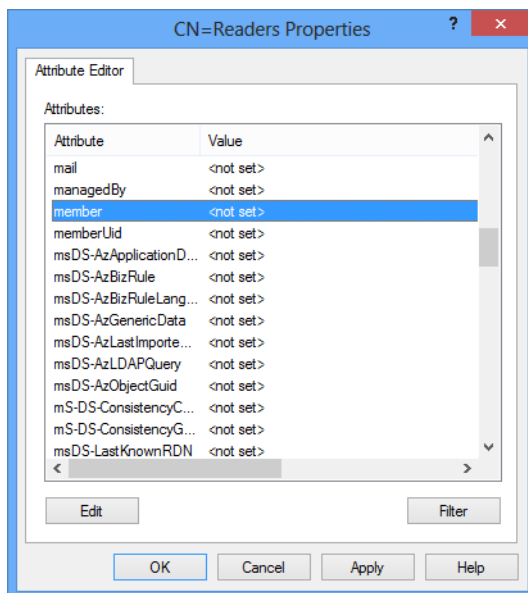 CN=Readers Properties ?
Attribute Editor
Attributes:
Attribute Value
mail <not set>
managedBy <not set>
member <not set>
memberUid <not set>
msDS-AzApplicationD... <not set>
msDS-AzBizRule <not set>
msDS-AzBizRuleLang... <not set>
msDS-AzGenericData <not set>
msDS-AzLastImporte... <not set>
msDS-AzLDAPQuery <not set>
msDS-AzObjectGuid <not set>
mS-DS-ConsistencyC... <not set>
mS-DS-ConsistencyG... <not set>
msDS-LastKnownRDN <not set>
Edit Filter
OK Cancel Apply Help